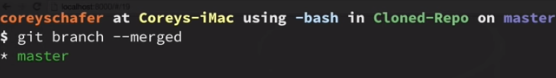 coreyschafer at Coreys-iMac using -bash in Cloned-Repo on master
$ git branch --merged
* master